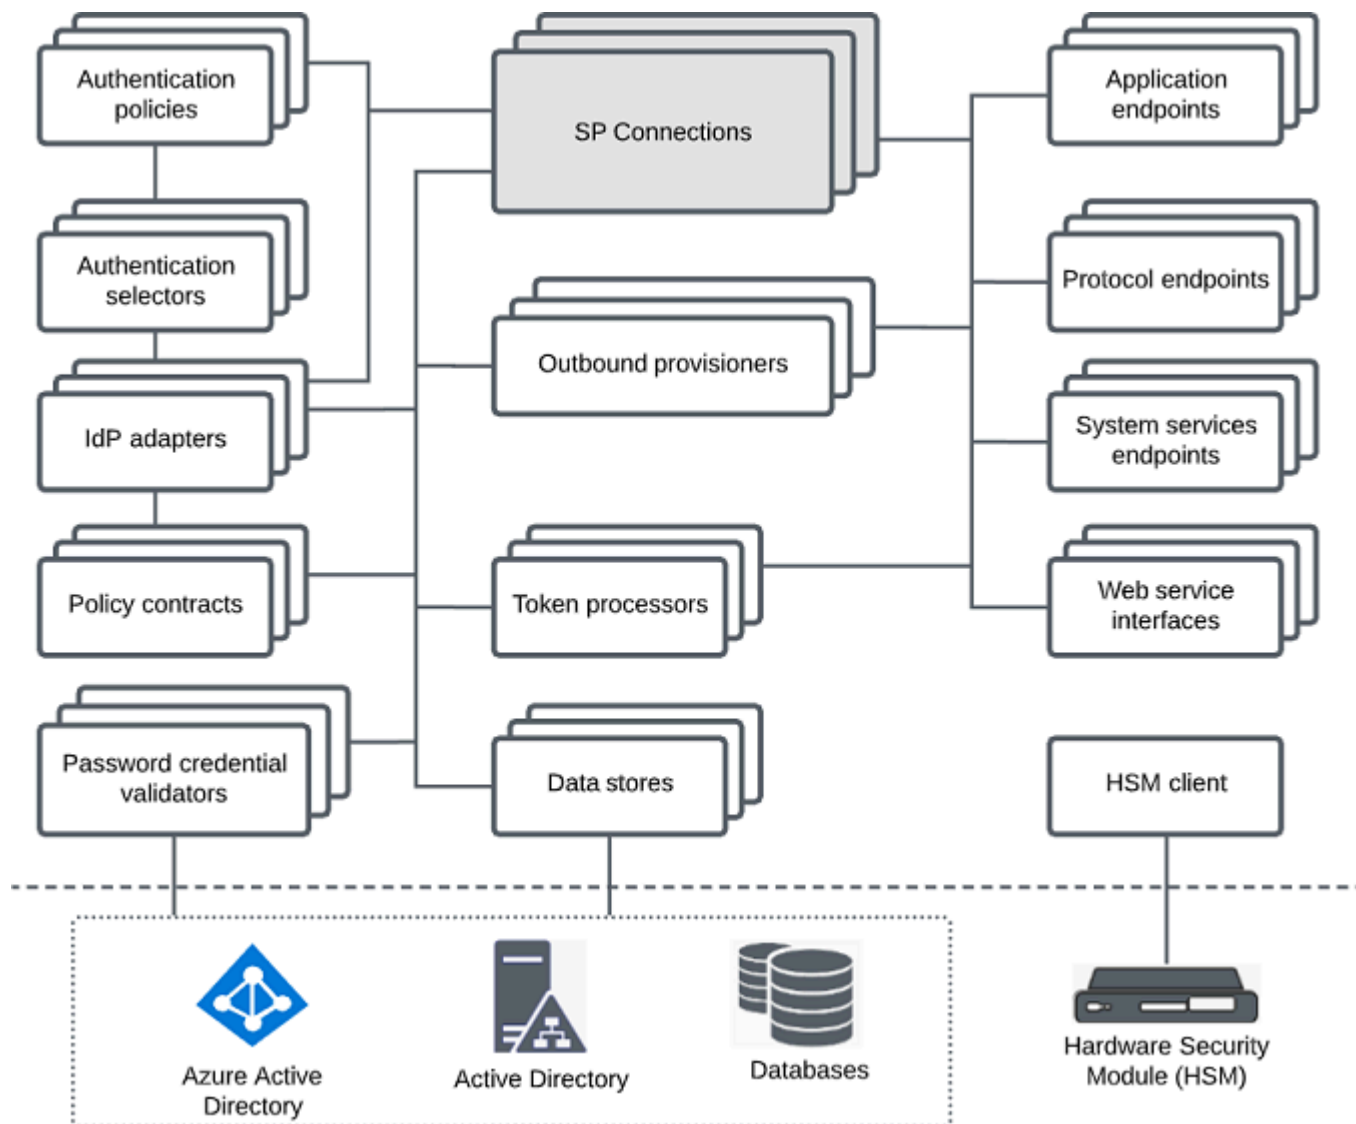 Authentication
policies
SP Connections
Application
endpoints
Authentication
selectors
Protocol endpoints
Outbound provisioners
IdP adapters
System services
endpoints
Policy contracts
Token processors
Web service
interfaces
Password credential
validators
Data stores
HSM client
Azure Active
Directory
Active Directory
Databases
Hardware Security
Module (HSM)